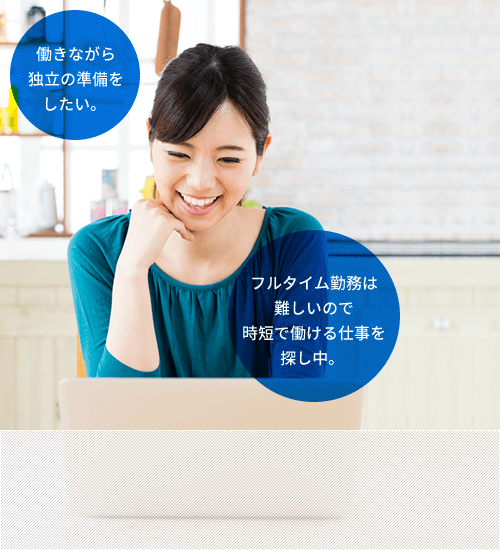 働きながら
独立の準備を
したい。
フルタイム勤務は
難しいので
時短で働ける仕事を
探し中。